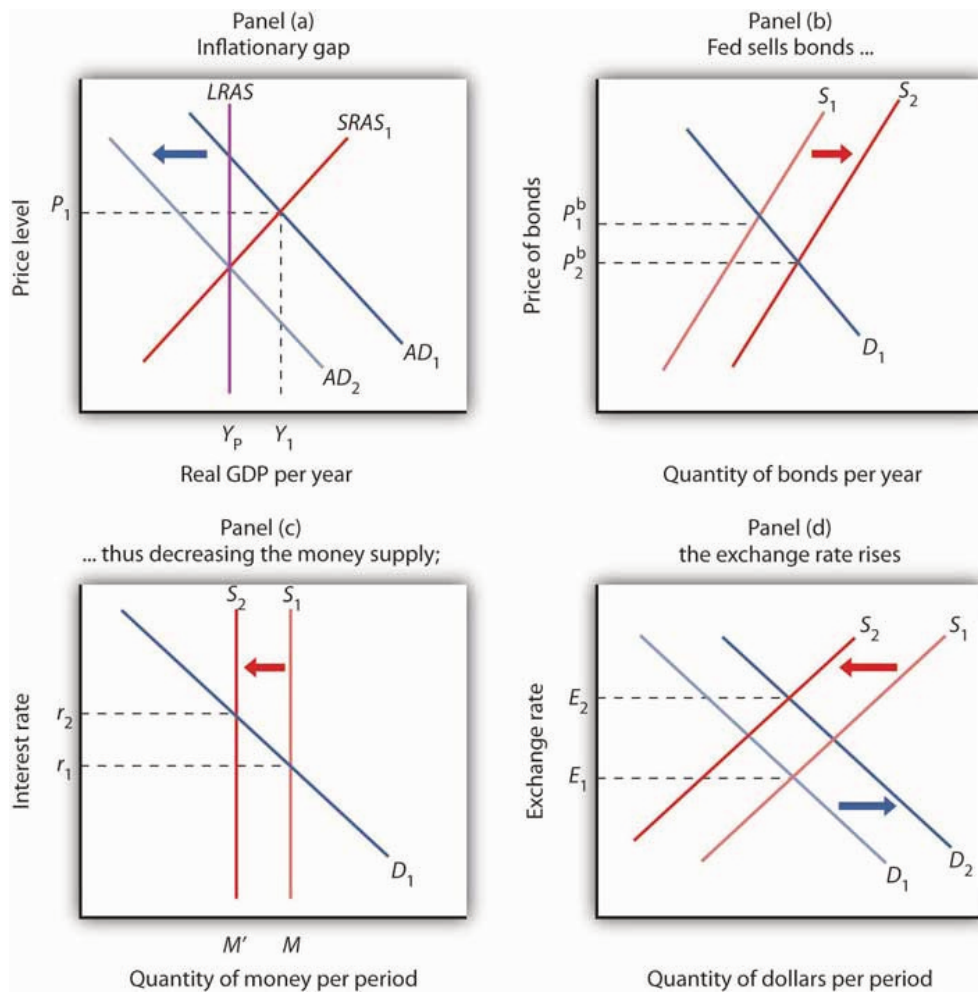 Panel (a)
Inflationary gap
LRAS
SRAS₁
P₁
Price level
AD₁
AD₂
Yₚ
Y₁
Real GDP per year
Panel (b)
Fed sells bonds ...
S₁
S₂
P₁ᵇ
P₂ᵇ
Price of bonds
D₁
Quantity of bonds per year
Panel (c)
... thus decreasing the money supply;
S₂
S₁
r₂
r₁
Interest rate
D₁
M'
M
Quantity of money per period
Panel (d)
the exchange rate rises
S₂
S₁
E₂
E₁
Exchange rate
D₁
D₂
Quantity of dollars per period